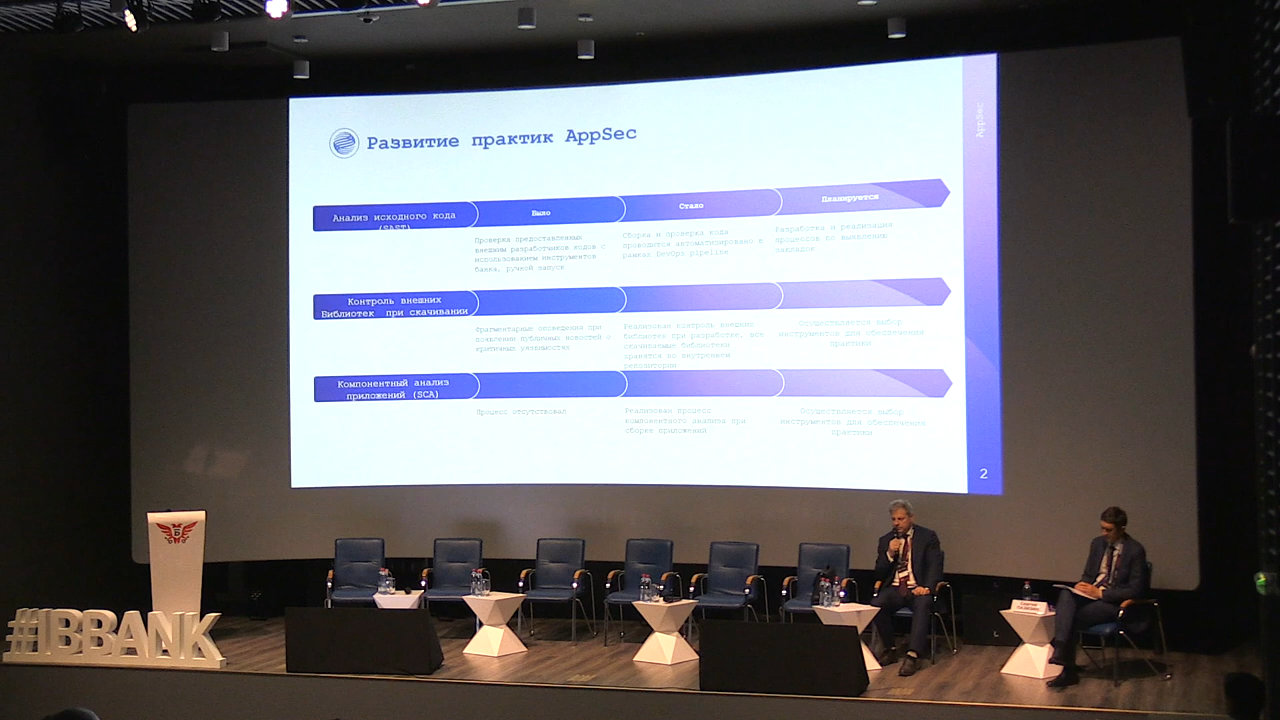 Развитие практик AppSec
AppSec
Анализ исходного кода
(SAST)
Было
Стало
Планируется
Проверка предоставленных
внешним разработчиков кодов с
использованием инструментов
банка, ручной запуск
Сборка и проверка кода
проводится автоматизировано в
рамках DevOps pipeline
Разработка и реализация
процессов по выявлению
закладок
Контроль внешних
Библиотек при скачивании
Фрагментарные оповещения при
появлении публичных новостей о
критичных уязвимостях
Реализован контроль внешних
библиотек при разработке, все
скачиваемые библиотеки
хранятся во внутреннем
репозитории
Осуществляется выбор
инструментов для обеспечения
практики
Компонентный анализ
приложений (SCA)
Процесс отсутствовал
Реализован процесс
компонентного анализа при
сборке приложений
Осуществляется выбор
инструментов для обеспечения
практики
2
#IBBANK